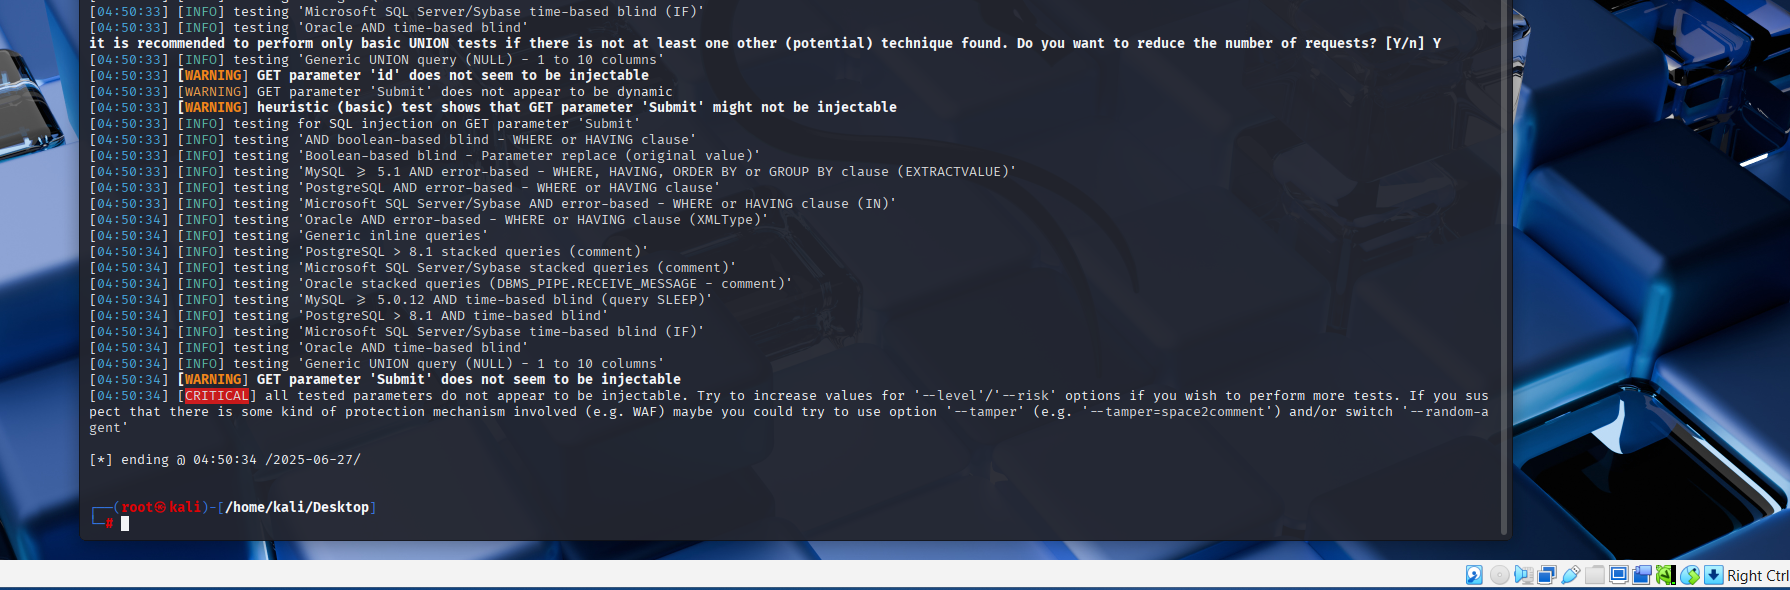 [04:50:33] [INFO] testing 'Microsoft SQL Server/Sybase time-based blind (IF)'
[04:50:33] [INFO] testing 'Oracle AND time-based blind'
it is recommended to perform only basic UNION tests if there is not at least one other (potential) technique found. Do you want to reduce the number of requests? [Y/n] Y
[04:50:33] [INFO] testing 'Generic UNION query (NULL) - 1 to 10 columns'
[04:50:33] [WARNING] GET parameter 'id' does not seem to be injectable
[04:50:33] [WARNING] GET parameter 'Submit' does not appear to be dynamic
[04:50:33] [WARNING] heuristic (basic) test shows that GET parameter 'Submit' might not be injectable
[04:50:33] [INFO] testing for SQL injection on GET parameter 'Submit'
[04:50:33] [INFO] testing 'AND boolean-based blind - WHERE or HAVING clause'
[04:50:33] [INFO] testing 'Boolean-based blind - Parameter replace (original value)'
[04:50:33] [INFO] testing 'MySQL ≥ 5.1 AND error-based - WHERE, HAVING, ORDER BY or GROUP BY clause (EXTRACTVALUE)'
[04:50:33] [INFO] testing 'PostgreSQL AND error-based - WHERE or HAVING clause'
[04:50:33] [INFO] testing 'Microsoft SQL Server/Sybase AND error-based - WHERE or HAVING clause (IN)'
[04:50:34] [INFO] testing 'Oracle AND error-based - WHERE or HAVING clause (XMLType)'
[04:50:34] [INFO] testing 'Generic inline queries'
[04:50:34] [INFO] testing 'PostgreSQL > 8.1 stacked queries (comment)'
[04:50:34] [INFO] testing 'Microsoft SQL Server/Sybase stacked queries (comment)'
[04:50:34] [INFO] testing 'Oracle stacked queries (DBMS_PIPE.RECEIVE_MESSAGE - comment)'
[04:50:34] [INFO] testing 'MySQL ≥ 5.0.12 AND time-based blind (query SLEEP)'
[04:50:34] [INFO] testing 'PostgreSQL > 8.1 AND time-based blind'
[04:50:34] [INFO] testing 'Microsoft SQL Server/Sybase time-based blind (IF)'
[04:50:34] [INFO] testing 'Oracle AND time-based blind'
[04:50:34] [INFO] testing 'Generic UNION query (NULL) - 1 to 10 columns'
[04:50:34] [WARNING] GET parameter 'Submit' does not seem to be injectable
[04:50:34] [CRITICAL] all tested parameters do not appear to be injectable. Try to increase values for '--level'/'--risk' options if you wish to perform more tests. If you sus
pect that there is some kind of protection mechanism involved (e.g. WAF) maybe you could try to use option '--tamper' (e.g. '--tamper=space2comment') and/or switch '--random-a
gent'
[*] ending @ 04:50:34 /2025-06-27/
┌──(root㉿kali)-[/home/kali/Desktop]
└─#
Right Ctrl